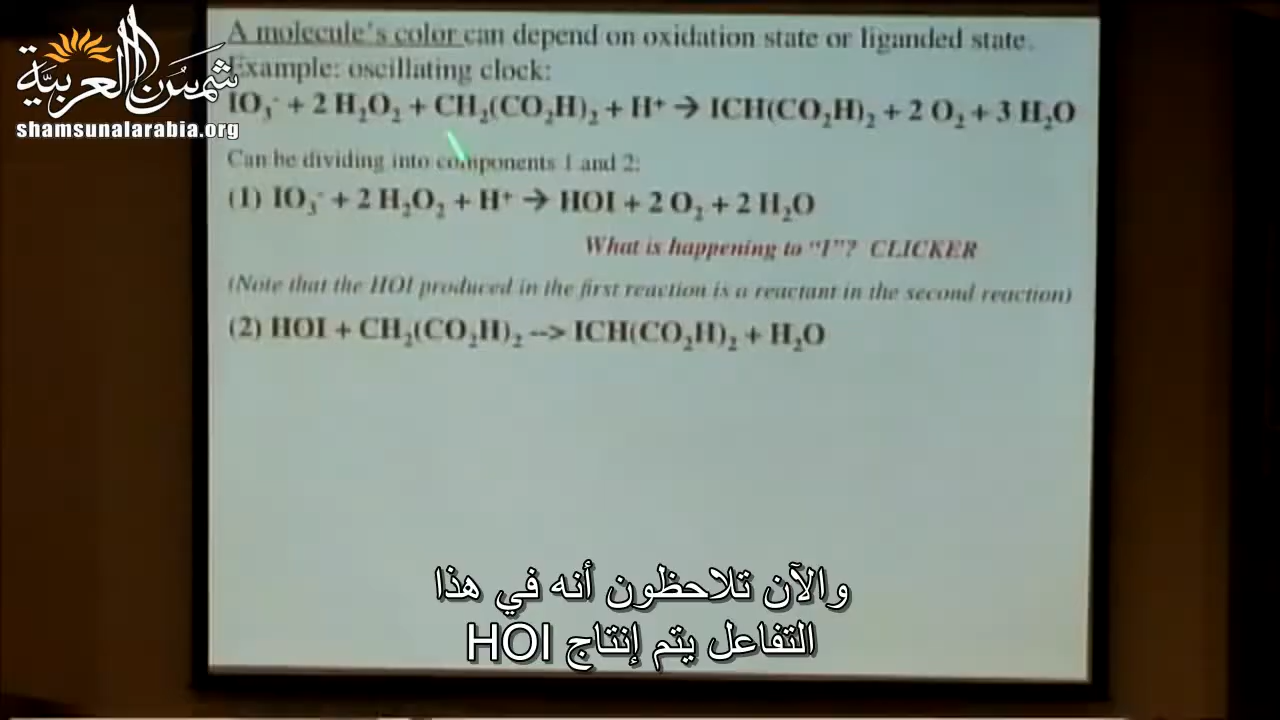 شمسُ العربية
shamsunalarabia.org
A molecule's color can depend on oxidation state or liganded state.
Example: oscillating clock:
IO₃⁻ + 2 H₂O₂ + CH₂(CO₂H)₂ + H⁺ → ICH(CO₂H)₂ + 2 O₂ + 3 H₂O
Can be dividing into components 1 and 2:
(1) IO₃⁻ + 2 H₂O₂ + H⁺ → HOI + 2 O₂ + 2 H₂O
What is happening to "I"? CLICKER
(Note that the HOI produced in the first reaction is a reactant in the second reaction)
(2) HOI + CH₂(CO₂H)₂ --> ICH(CO₂H)₂ + H₂O
والآن تلاحظون أنه في هذا
التفاعل يتم إنتاج HOI